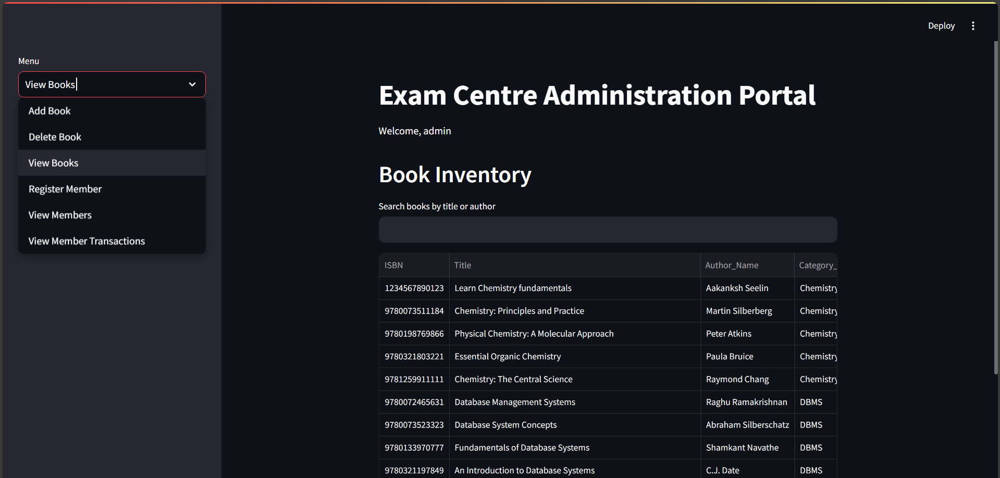 Deploy
Menu
View Books
Add Book
Delete Book
View Books
Register Member
View Members
View Member Transactions
Exam Centre Administration Portal
Welcome, admin
Book Inventory
Search books by title or author
ISBN Title Author_Name Category_
1234567890123 Learn Chemistry fundamentals Aakanksh Seelin Chemistry
9780073511184 Chemistry: Principles and Practice Martin Silberberg Chemistry
9780198769866 Physical Chemistry: A Molecular Approach Peter Atkins Chemistry
9780321803221 Essential Organic Chemistry Paula Bruice Chemistry
9781259911111 Chemistry: The Central Science Raymond Chang Chemistry
9780072465631 Database Management Systems Raghu Ramakrishnan DBMS
9780073523323 Database System Concepts Abraham Silberschatz DBMS
9780133970777 Fundamentals of Database Systems Shamkant Navathe DBMS
9780321197849 An Introduction to Database Systems C.J. Date DBMS